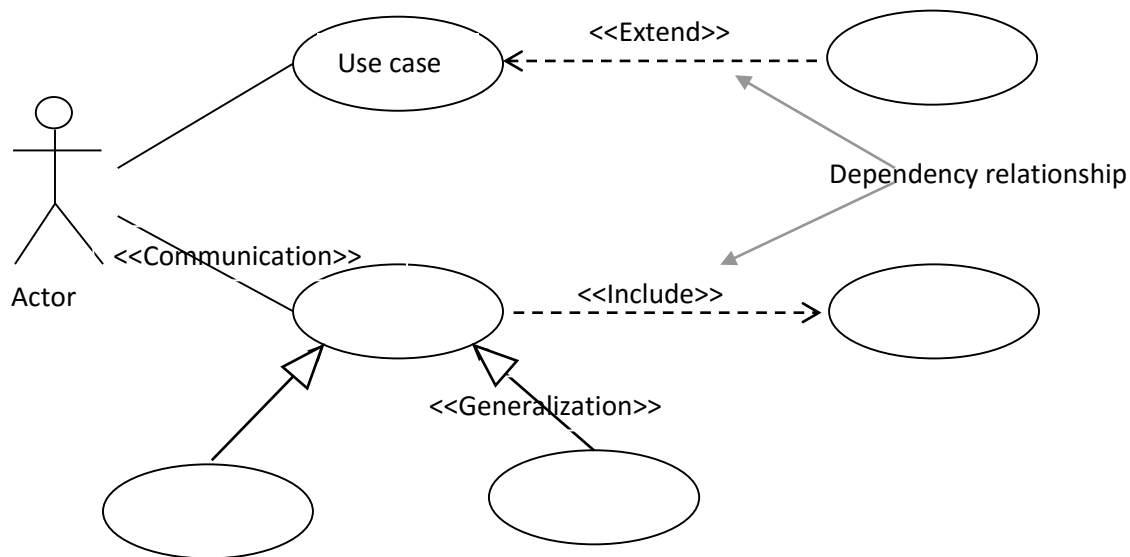 <<Extend>>
Use case
Dependency relationship
<<Communication>>
Actor
<<Include>>
<<Generalization>>